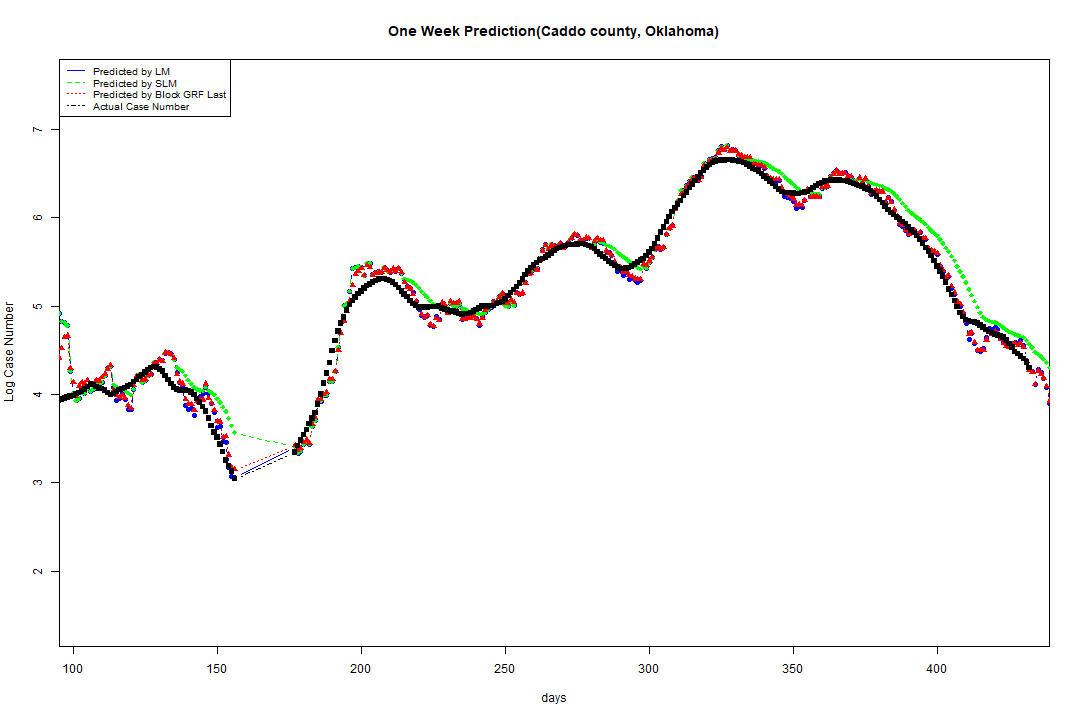 One Week Prediction(Caddo county, Oklahoma)
Predicted by LM
Predicted by SLM
Predicted by Block GRF Last
Actual Case Number
Log Case Number
7
6
5
4
3
2
100 150 200 250 300 350 400
days